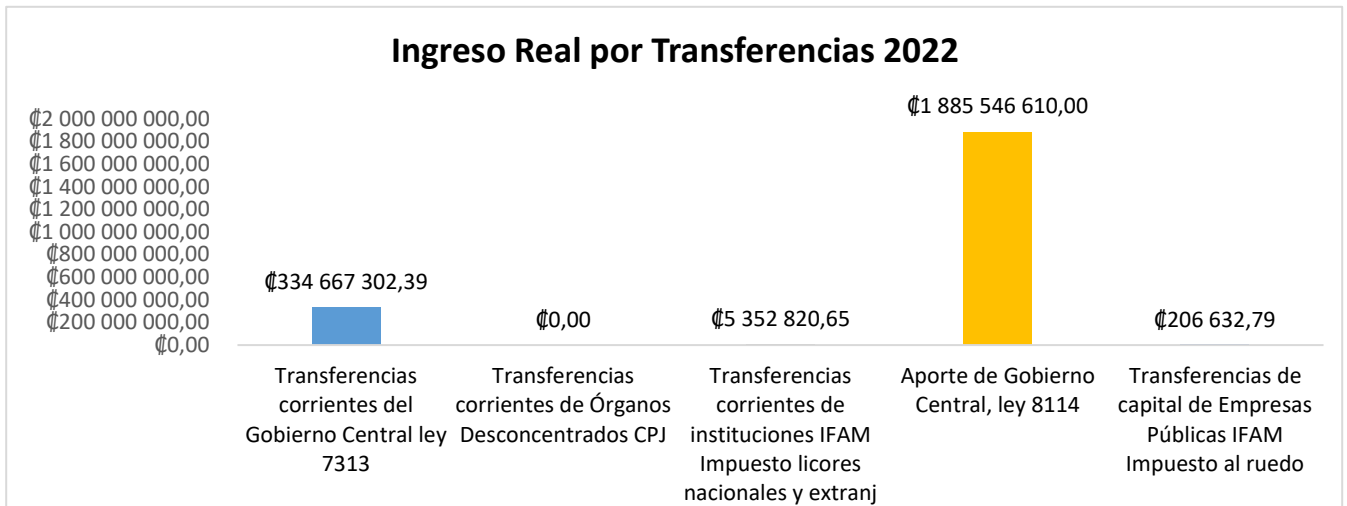 Ingreso Real por Transferencias 2022
₡2 000 000 000,00
₡1 800 000 000,00
₡1 600 000 000,00
₡1 400 000 000,00
₡1 200 000 000,00
₡1 000 000 000,00
₡800 000 000,00
₡600 000 000,00
₡400 000 000,00
₡200 000 000,00
₡0,00
₡334 667 302,39
₡0,00
₡5 352 820,65
₡1 885 546 610,00
₡206 632,79
Transferencias
corrientes del
Gobierno Central ley
7313
Transferencias
corrientes de Órganos
Desconcentrados CPJ
Transferencias
corrientes de
instituciones IFAM
Impuesto licores
nacionales y extranj
Aporte de Gobierno
Central, ley 8114
Transferencias de
capital de Empresas
Públicas IFAM
Impuesto al ruedo